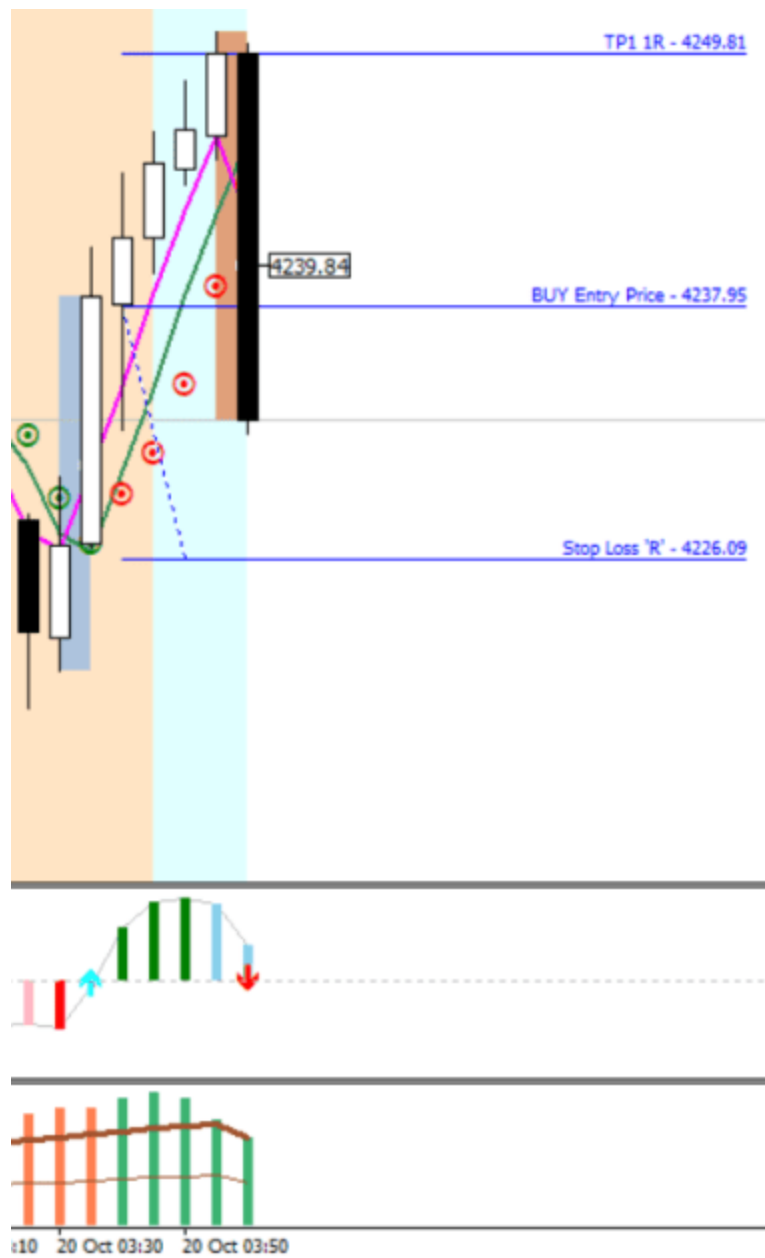 TP1 1R - 4249.81
4239.84
BUY Entry Price - 4237.95
Stop Loss 'R' - 4226.09
:10 20 Oct 03:30 20 Oct 03:50